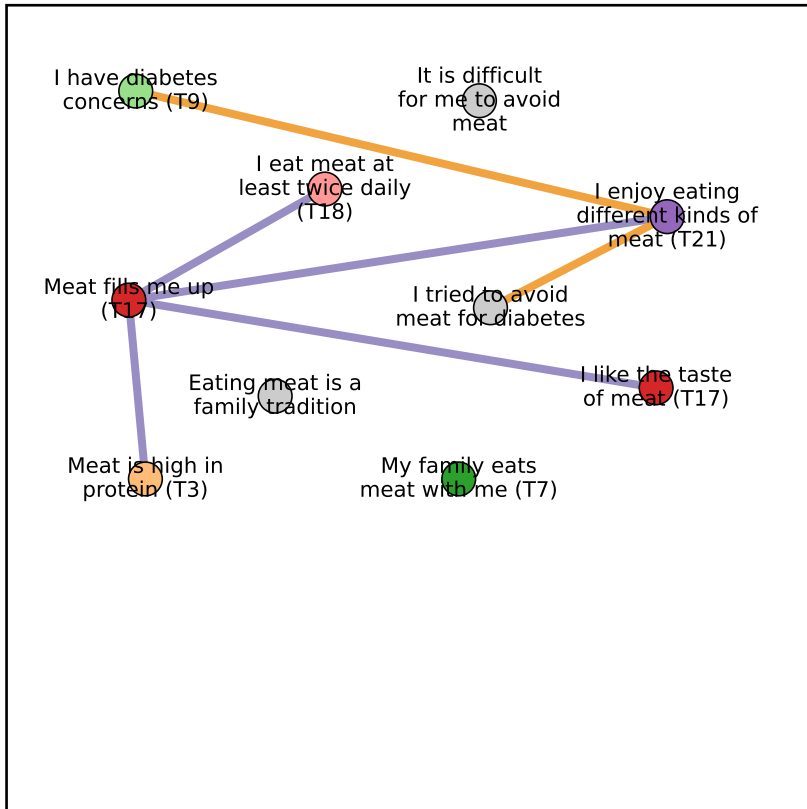 I have diabetes
concerns (T9)
It is difficult
for me to avoid
meat
I eat meat at
least twice daily
(T18)
I enjoy eating
different kinds of
meat (T21)
Meat fills me up
(T17)
I tried to avoid
meat for diabetes
Eating meat is a
family tradition
I like the taste
of meat (T17)
Meat is high in
protein (T3)
My family eats
meat with me (T7)